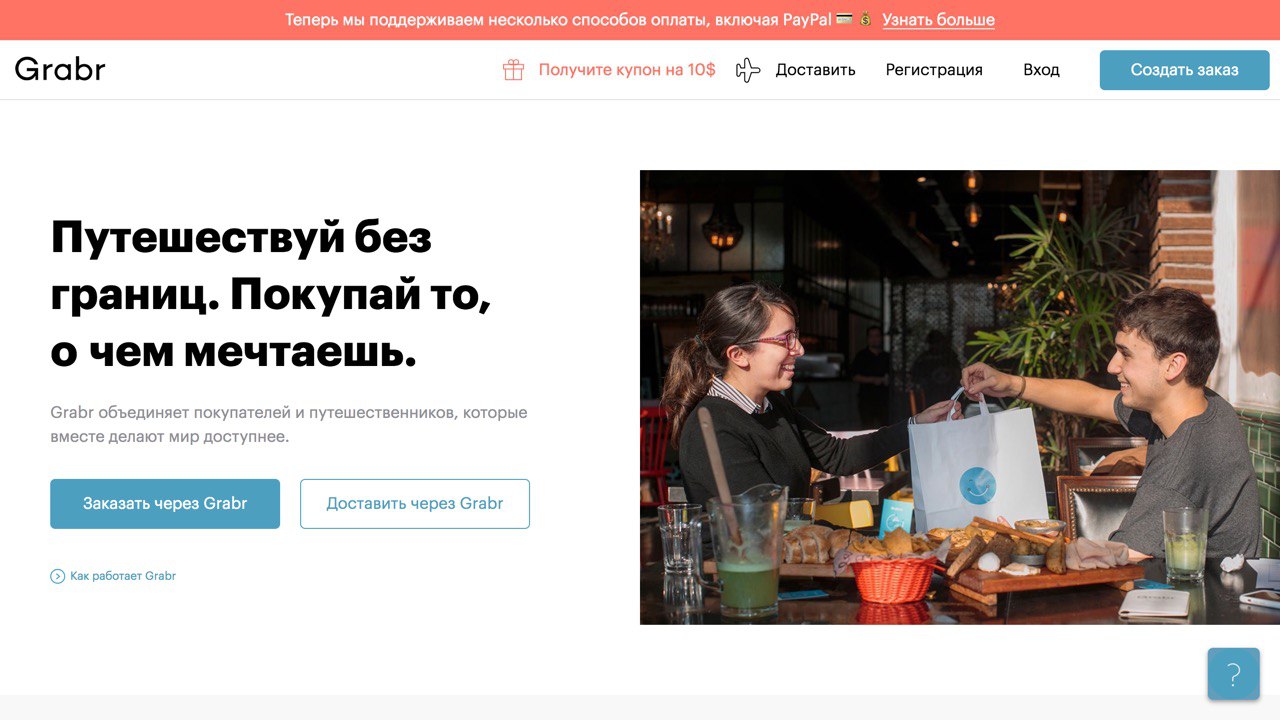 Теперь мы поддерживаем несколько способов оплаты, включая PayPal 💳 💰 Узнать больше
Grabr
Получите купон на 10$
Доставить
Регистрация
Вход
Создать заказ
Путешествуй без
границ. Покупай то,
о чем мечтаешь.
Grabr объединяет покупателей и путешественников, которые
вместе делают мир доступнее.
Заказать через Grabr
Доставить через Grabr
Как работает Grabr
?